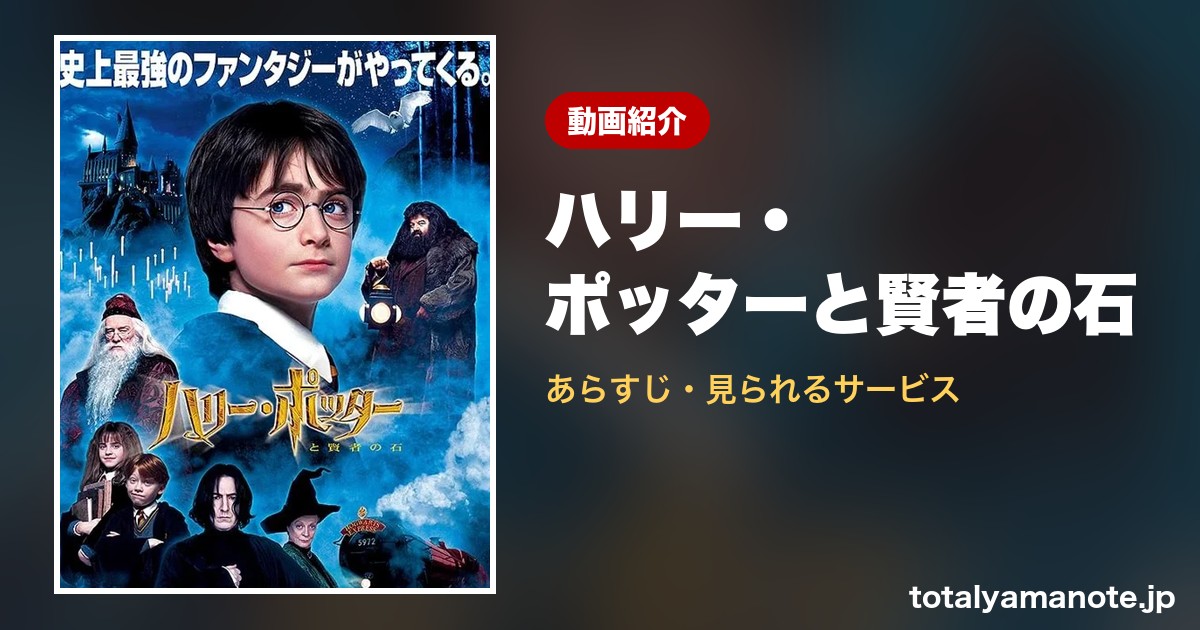 史上最強のファンタジーがやってくる。
ハリー・ポッター
と賢者の石
HOGWARTS
EXPRESS
5972
動画紹介
ハリー・
ポッターと賢者の石
あらすじ・見られるサービス
totalyamanote.jp